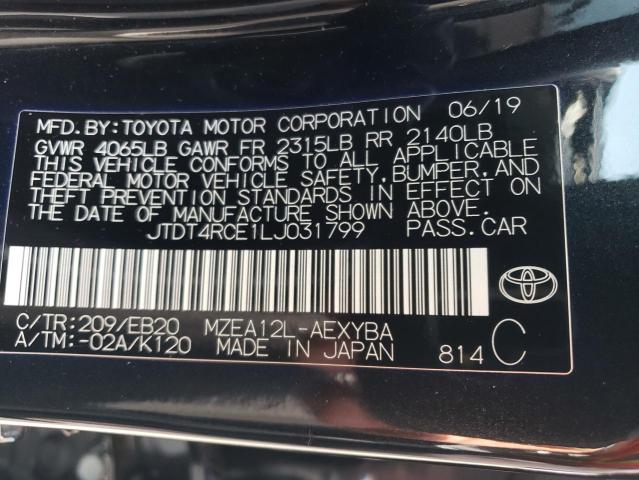 MFD.BY:TOYOTA MOTOR CORPORATION 06/19
GVWR 4065LB GAWR FR 2315LB RR 2140LB
THIS VEHICLE CONFORMS TO ALL APPLICABLE
FEDERAL MOTOR VEHICLE SAFETY,BUMPER,AND
THEFT PREVENTION STANDARDS IN EFFECT ON
THE DATE OF MANUFACTURE SHOWN ABOVE.
JTDT4RCE1LJ031799 PASS.CAR
C/TR:209/EB20 MZEA12L-AEXYBA
A/TM:-02A/K120 MADE IN JAPAN 814 C